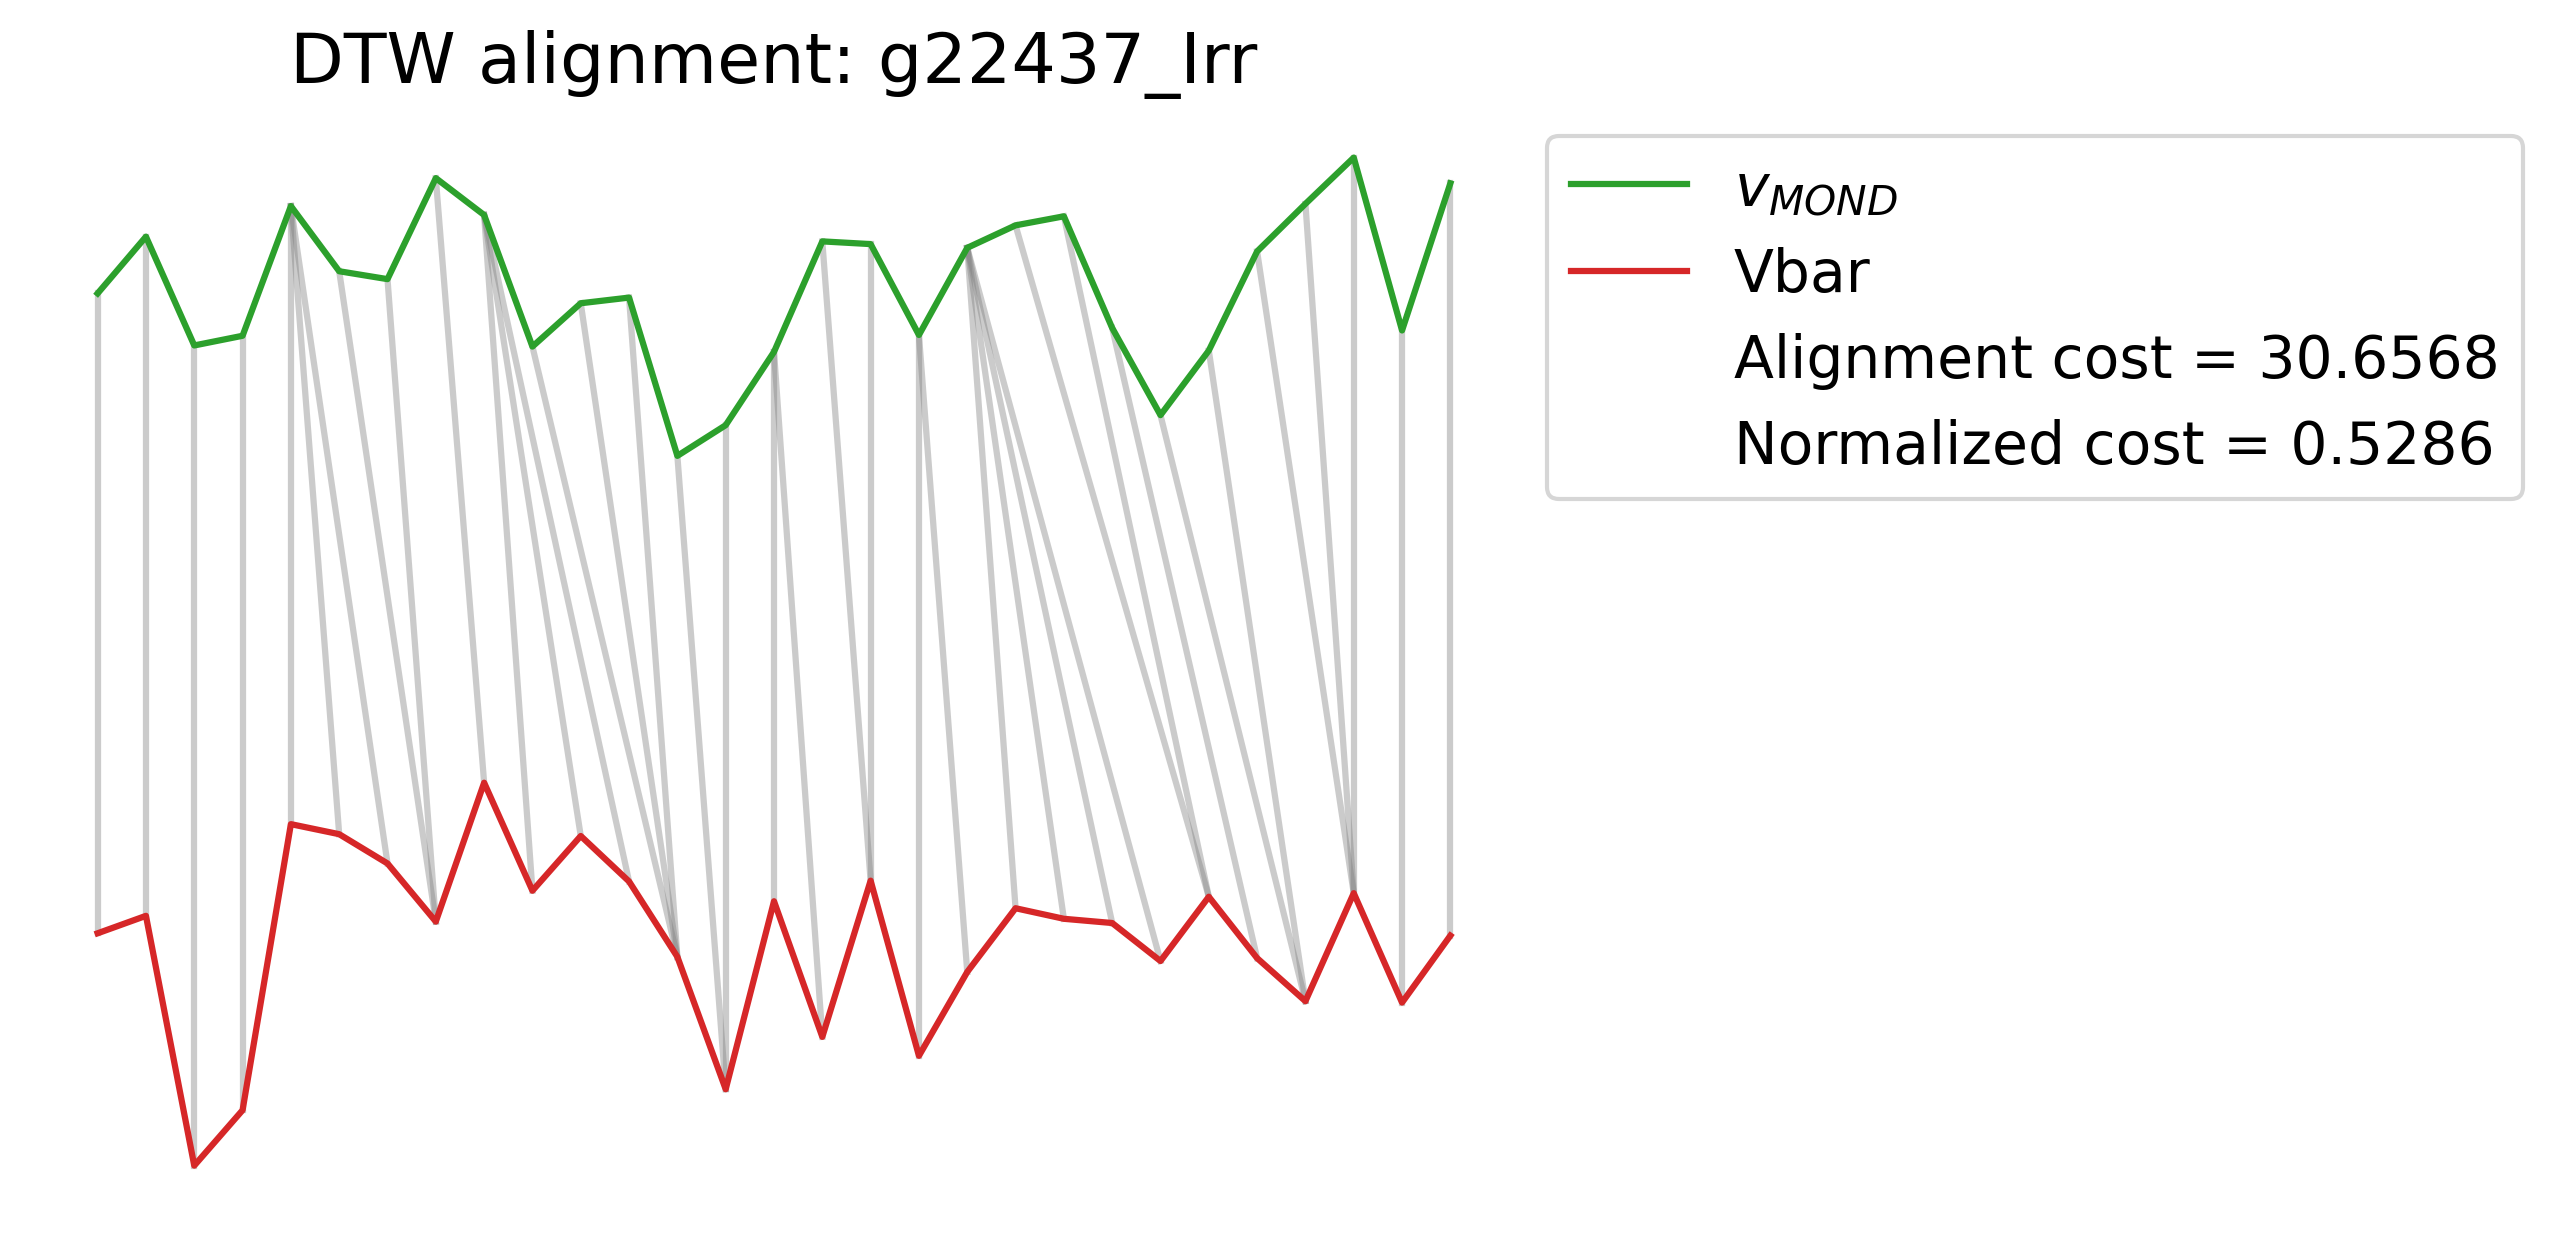 DTW alignment: g22437_Irr
v_MOND
Vbar
Alignment cost = 30.6568
Normalized cost = 0.5286